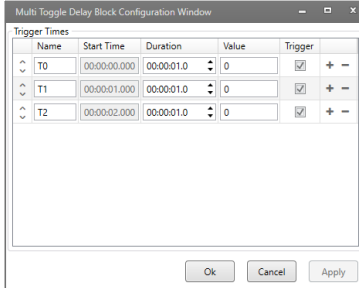 Multi Toggle Delay Block Configuration Window
Trigger Times
Name Start Time Duration Value Trigger
T0 00:00:00.000 00:00:01.0 0
T1 00:00:01.000 00:00:01.0 0
T2 00:00:02.000 00:00:01.0 0
Ok Cancel Apply